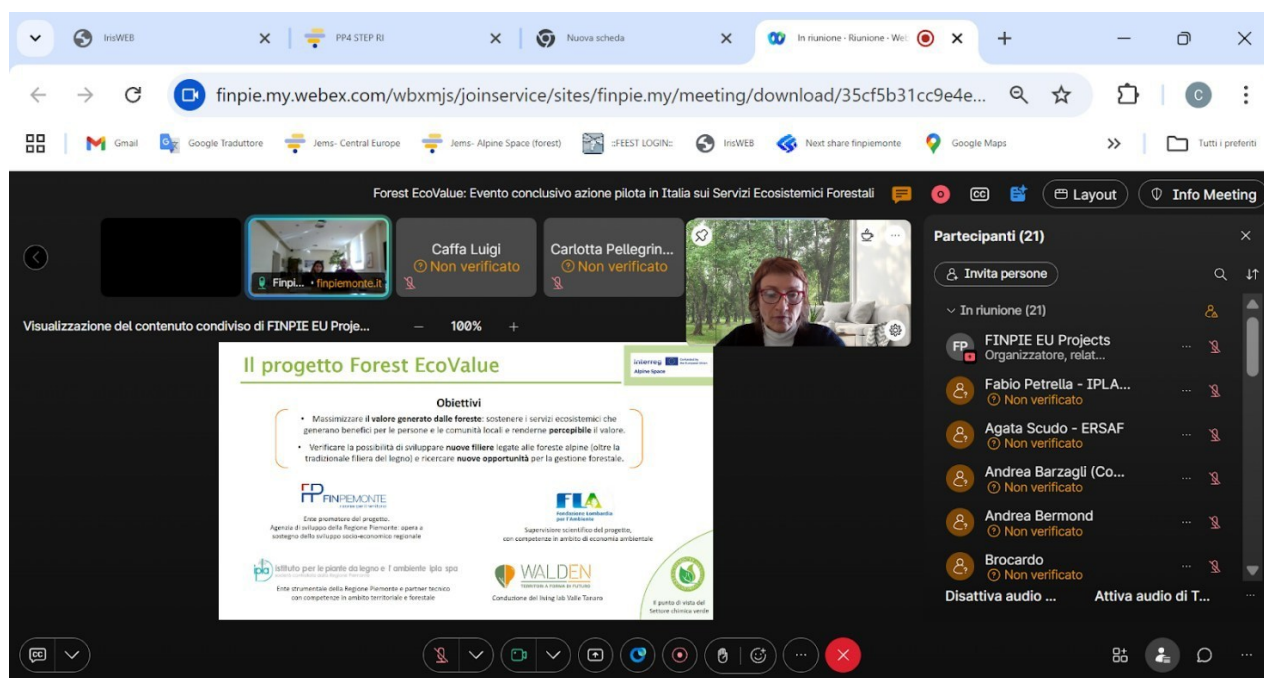 IrisWEB
PP4 STEP RI
Nuova scheda
In riunione - Riunione - Web
finpie.my.webex.com/wbxmjs/joinservice/sites/finpie.my/meeting/download/35cf5b31cc9e4e...
C
Gmail
Google Traduttore
Jems- Central Europe
Jems- Alpine Space (forest)
::FEEST LOGIN::
IrisWEB
Next share finpiemonte
Google Maps
Tutti i preferiti
Forest EcoValue: Evento conclusivo azione pilota in Italia sui Servizi Ecosistemici Forestali
Layout
Info Meeting
Finpi... • finpiemonte.it
Caffa Luigi
Non verificato
Carlotta Pellegrin...
Non verificato
Visualizzazione del contenuto condiviso di FINPIE EU Proje...
100%
Il progetto Forest EcoValue
Interreg
Alpine Space
Obiettivi
• Massimizzare il valore generato dalle foreste: sostenere i servizi ecosistemici che
generano benefici per le persone e le comunità locali e renderne percepibile il valore.
• Verificare la possibilità di sviluppare nuove filiere legate alle foreste alpine (oltre la
tradizionale filiera del legno) e ricercare nuove opportunità per la gestione forestale.
FINPIEMONTE
Ente promotore del progetto.
Agenzia di sviluppo della Regione Piemonte: opera a
sostegno dello sviluppo socio-economico regionale
FLA
Fondazione Lombardia
per l'Ambiente
Supervisione scientifica del progetto,
con competenze in ambito di economia ambientale
ipla
istituto per le piante da legno e l'ambiente ipla spa
Ente strumentale della Regione Piemonte e partner tecnico
con competenze in ambito territoriale e forestale
WALDEN
Conduzione del living lab Valle Tanaro
Il punto di vista del
Settore chimica verde
Partecipanti (21)
Invita persone
In riunione (21)
FP
FINPIE EU Projects
Organizzatore, relat...
Fabio Petrella - IPLA...
Non verificato
Agata Scudo - ERSAF
Non verificato
Andrea Barzagli (Co...
Non verificato
Andrea Bermond
Non verificato
Brocardo
Non verificato
Disattiva audio ...
Attiva audio di T...